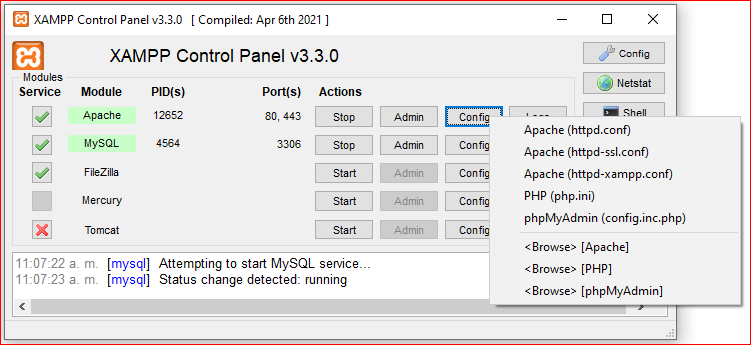 XAMPP Control Panel v3.3.0 [ Compiled: Apr 6th 2021 ]
XAMPP Control Panel v3.3.0
Config
Netstat
Shell
Modules
Service Module PID(s) Port(s) Actions
Apache 12652 80, 443 Stop Admin Config Logs
MySQL 4564 3306 Stop Admin Config
FileZilla Start Admin Config
Mercury Start Admin Config
Tomcat Start Admin Config
Apache (httpd.conf)
Apache (httpd-ssl.conf)
Apache (httpd-xampp.conf)
PHP (php.ini)
phpMyAdmin (config.inc.php)
<Browse> [Apache]
<Browse> [PHP]
<Browse> [phpMyAdmin]
11:07:22 a. m. [mysql] Attempting to start MySQL service...
11:07:23 a. m. [mysql] Status change detected: running